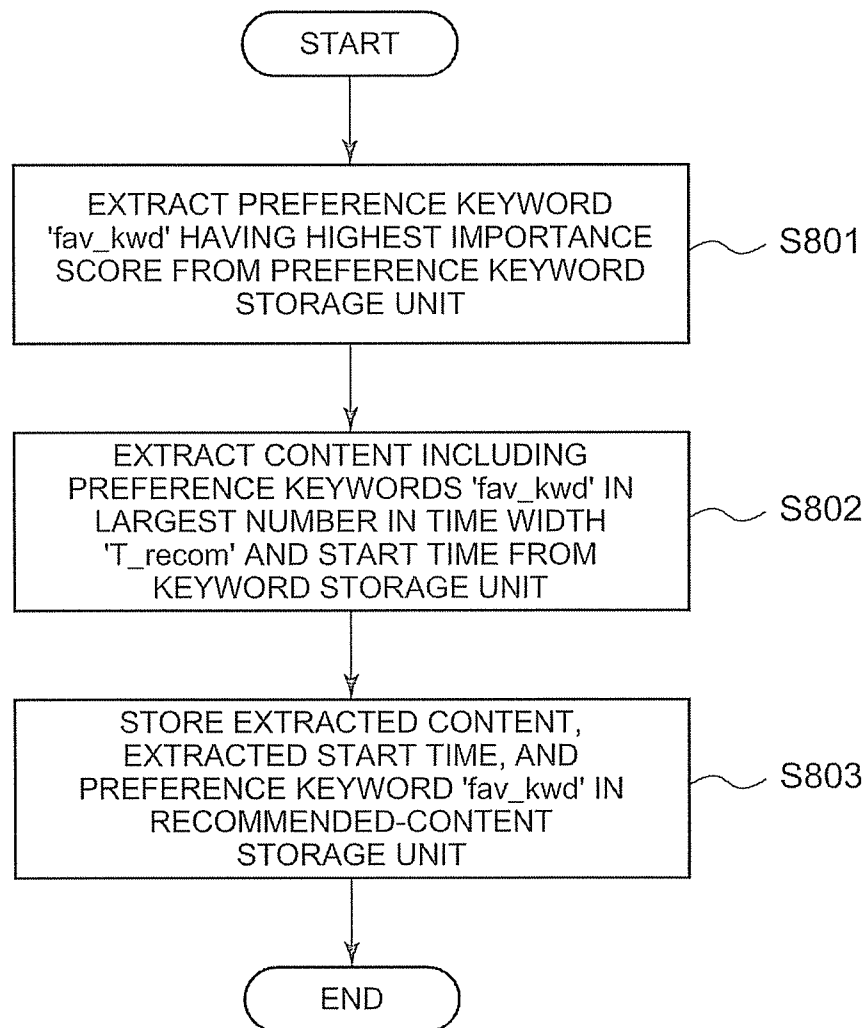 START
EXTRACT PREFERENCE KEYWORD
'fav_kwd' HAVING HIGHEST IMPORTANCE
SCORE FROM PREFERENCE KEYWORD
STORAGE UNIT
S801
EXTRACT CONTENT INCLUDING
PREFERENCE KEYWORDS 'fav_kwd' IN
LARGEST NUMBER IN TIME WIDTH
'T_recom' AND START TIME FROM
KEYWORD STORAGE UNIT
S802
STORE EXTRACTED CONTENT,
EXTRACTED START TIME, AND
PREFERENCE KEYWORD 'fav_kwd' IN
RECOMMENDED-CONTENT
STORAGE UNIT
S803
END